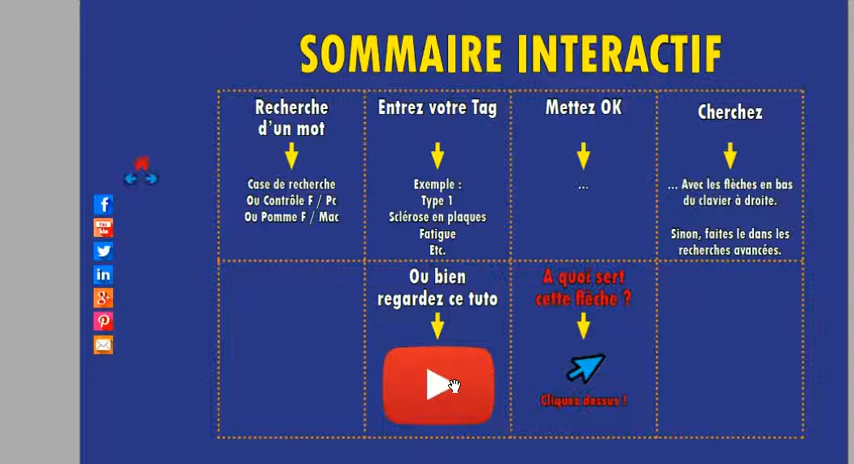 SOMMAIRE INTERACTIF
Recherche
d'un mot
Case de recherche
Ou Contrôle F / Pc
Ou Pomme F / Mac
Entrez votre Tag
Exemple :
Type 1
Sclérose en plaques
Fatigue
Etc.
Mettez OK
...
Cherchez
... Avec les flèches en bas
du clavier à droite.
Sinon, faites le dans les
recherches avancées.
Ou bien
regardez ce tuto
A quoi sert
cette flèche ?
Cliquez dessus !
f
You
in
g+